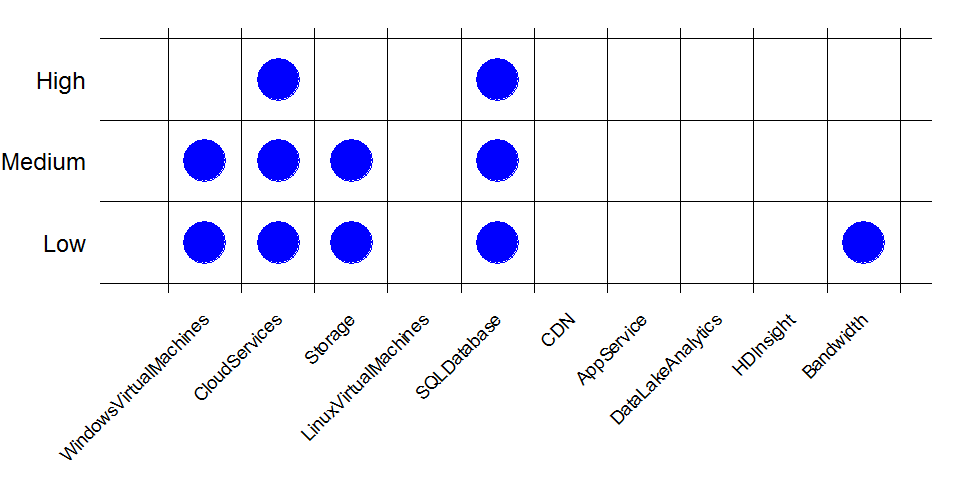 High
Medium
Low
WindowsVirtualMachines
CloudServices
Storage
LinuxVirtualMachines
SQLDatabase
CDN
AppService
DataLakeAnalytics
HDInsight
Bandwidth